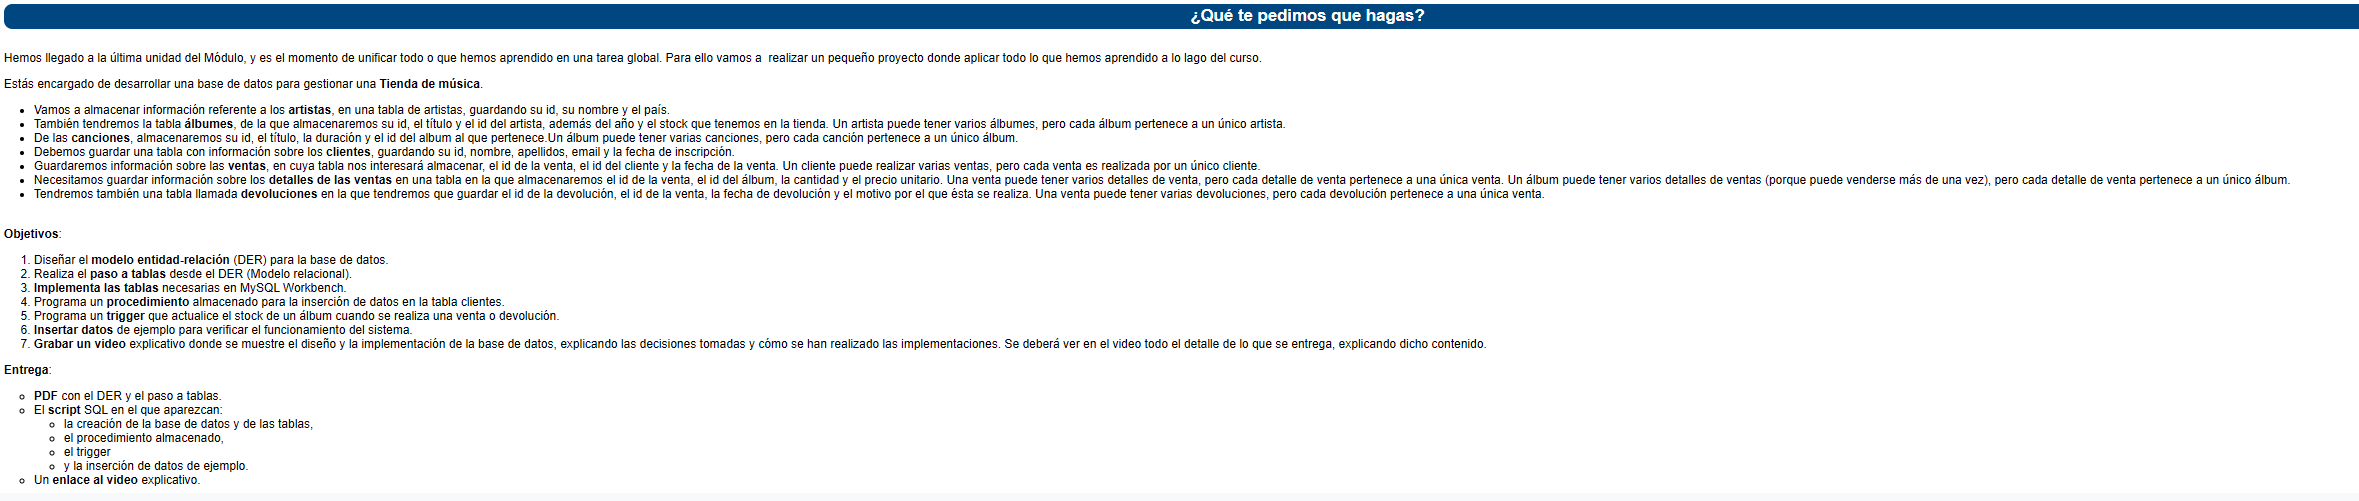 ¿Qué te pedimos que hagas?
Hemos llegado a la última unidad del Módulo, y es el momento de unificar todo o que hemos aprendido en una tarea global. Para ello vamos a  realizar un pequeño proyecto donde aplicar todo lo que hemos aprendido a lo lago del curso.
Estás encargado de desarrollar una base de datos para gestionar una Tienda de música.
• Vamos a almacenar información referente a los artistas, en una tabla de artistas, guardando su id, su nombre y el país.
• También tendremos la tabla álbumes, de la que almacenaremos su id, el título y el id del artista, además del año y el stock que tenemos en la tienda. Un artista puede tener varios álbumes, pero cada álbum pertenece a un único artista.
• De las canciones, almacenaremos su id, el título, la duración y el id del album al que pertenece.Un álbum puede tener varias canciones, pero cada canción pertenece a un único álbum.
• Debemos guardar una tabla con información sobre los clientes, guardando su id, nombre, apellidos, email y la fecha de inscripción.
• Guardaremos información sobre las ventas, en cuya tabla nos interesará almacenar, el id de la venta, el id del cliente y la fecha de la venta. Un cliente puede realizar varias ventas, pero cada venta es realizada por un único cliente.
• Necesitamos guardar información sobre los detalles de las ventas en una tabla en la que almacenaremos el id de la venta, el id del álbum, la cantidad y el precio unitario. Una venta puede tener varios detalles de venta, pero cada detalle de venta pertenece a una única venta. Un álbum puede tener varios detalles de ventas (porque puede venderse más de una vez), pero cada detalle de venta pertenece a un único álbum.
• Tendremos también una tabla llamada devoluciones en la que tendremos que guardar el id de la devolución, el id de la venta, la fecha de devolución y el motivo por el que ésta se realiza. Una venta puede tener varias devoluciones, pero cada devolución pertenece a una única venta.
Objetivos:
1. Diseñar el modelo entidad-relación (DER) para la base de datos.
2. Realiza el paso a tablas desde el DER (Modelo relacional).
3. Implementa las tablas necesarias en MySQL Workbench.
4. Programa un procedimiento almacenado para la inserción de datos en la tabla clientes.
5. Programa un trigger que actualice el stock de un álbum cuando se realiza una venta o devolución.
6. Insertar datos de ejemplo para verificar el funcionamiento del sistema.
7. Grabar un video explicativo donde se muestre el diseño y la implementación de la base de datos, explicando las decisiones tomadas y cómo se han realizado las implementaciones. Se deberá ver en el video todo el detalle de lo que se entrega, explicando dicho contenido.
Entrega:
◦ PDF con el DER y el paso a tablas.
◦ El script SQL en el que aparezcan:
◦ la creación de la base de datos y de las tablas,
◦ el procedimiento almacenado,
◦ el trigger
◦ y la inserción de datos de ejemplo.
◦ Un enlace al video explicativo.